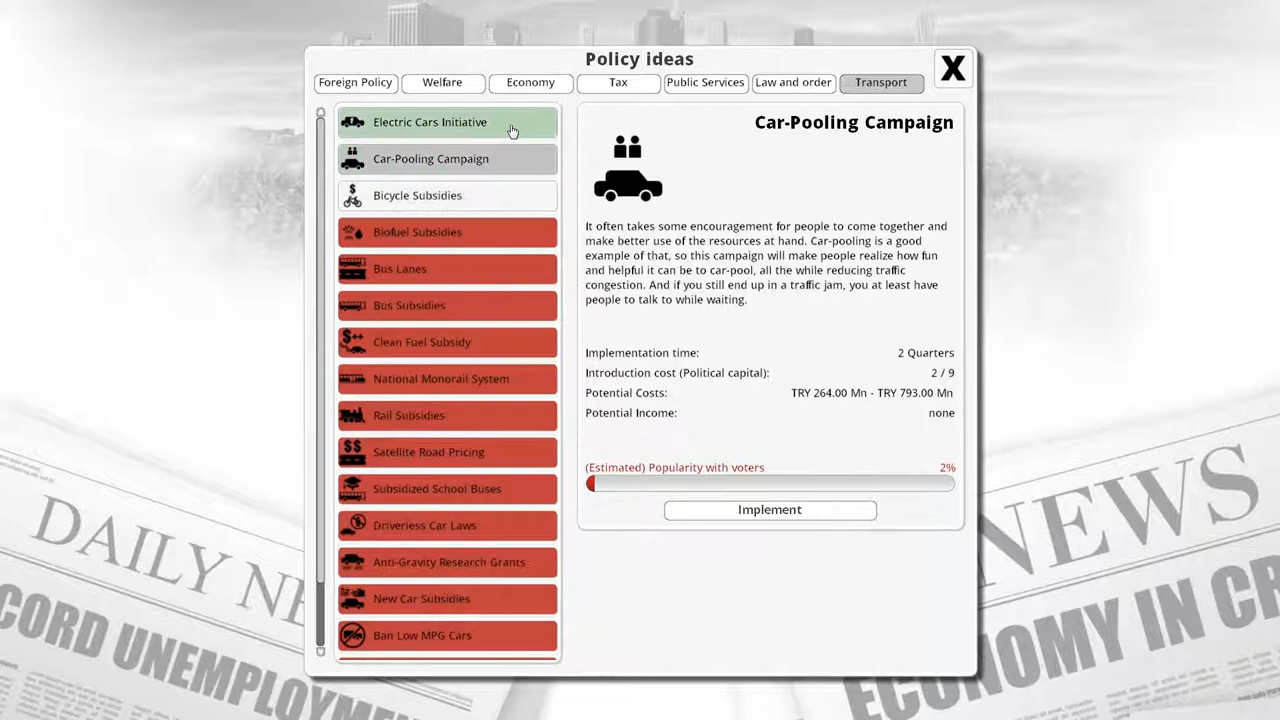 Policy ideas
X
Foreign Policy
Welfare
Economy
Tax
Public Services
Law and order
Transport
Electric Cars Initiative
Car-Pooling Campaign
Bicycle Subsidies
Biofuel Subsidies
Bus Lanes
Bus Subsidies
Clean Fuel Subsidy
National Monorail System
Rail Subsidies
Satellite Road Pricing
Subsidized School Buses
Driverless Car Laws
Anti-Gravity Research Grants
New Car Subsidies
Ban Low MPG Cars
Car-Pooling Campaign
It often takes some encouragement for people to come together and
make better use of the resources at hand. Car-pooling is a good
example of that, so this campaign will make people realize how fun
and helpful it can be to car-pool, all the while reducing traffic
congestion. And if you still end up in a traffic jam, you at least have
people to talk to while waiting.
Implementation time: 2 Quarters
Introduction cost (Political capital): 2 / 9
Potential Costs: TRY 264.00 Mn - TRY 793.00 Mn
Potential Income: none
(Estimated) Popularity with voters 2%
Implement
DAILY NE
CORD UNEMPLOYM
NEWS
ECONOMY IN CR